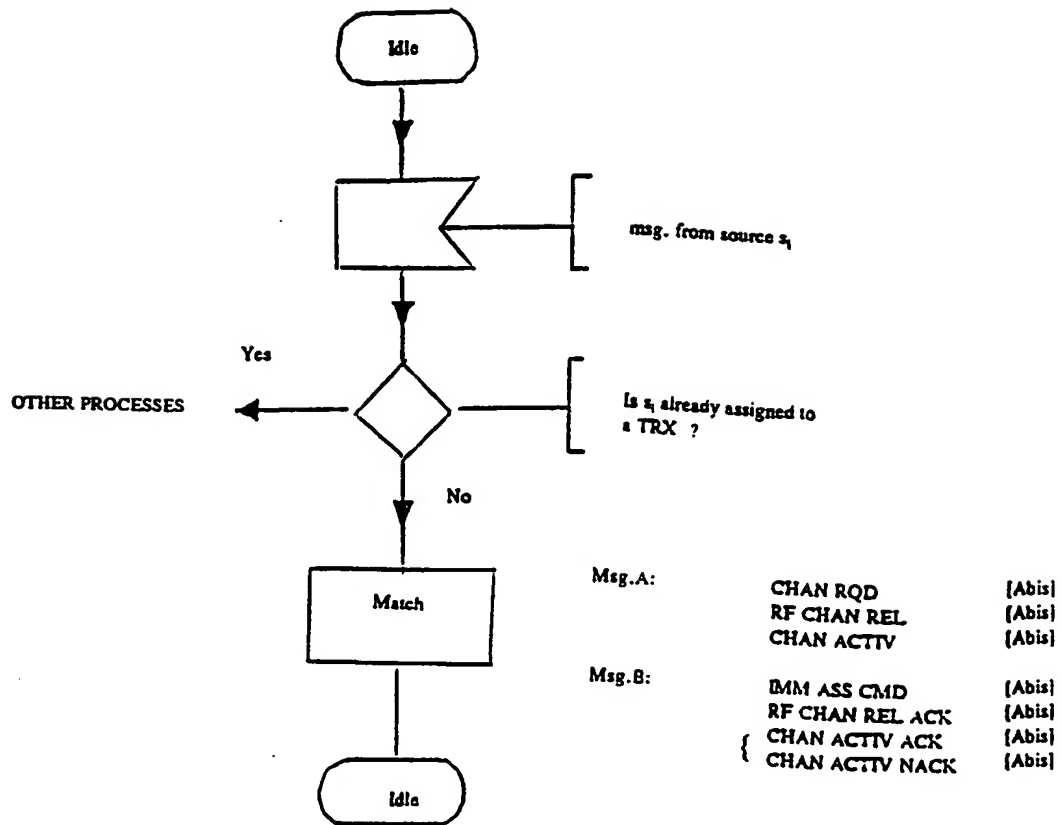 Idle
msg. from source sᵢ
Yes
OTHER PROCESSES
Is sᵢ already assigned to
a TRX ?
No
Match
Msg.A:
CHAN RQD [Abis]
RF CHAN REL [Abis]
CHAN ACTIV [Abis]
Msg.B:
IMM ASS CMD [Abis]
RF CHAN REL ACK [Abis]
{ CHAN ACTIV ACK [Abis]
CHAN ACTIV NACK [Abis]
Idle